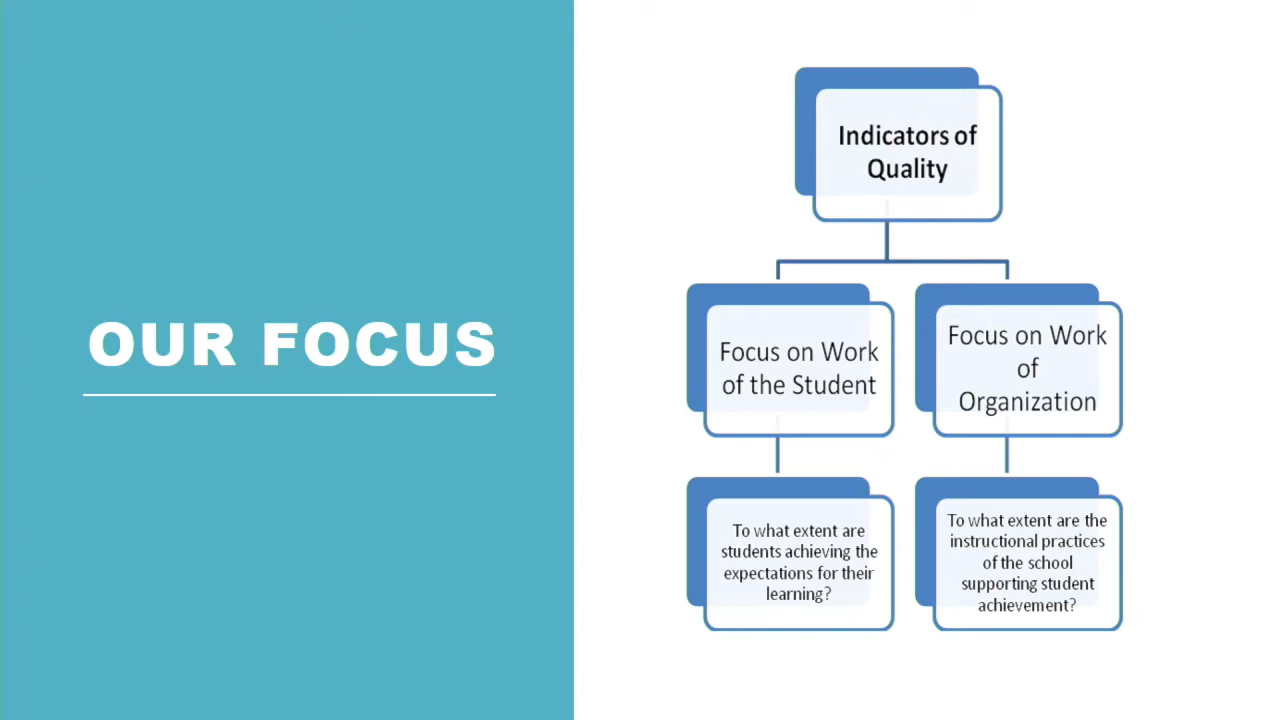 OUR FOCUS
Indicators of
Quality
Focus on Work
of the Student
Focus on Work
of
Organization
To what extent are
students achieving the
expectations for their
learning?
To what extent are the
instructional practices
of the school
supporting student
achievement?